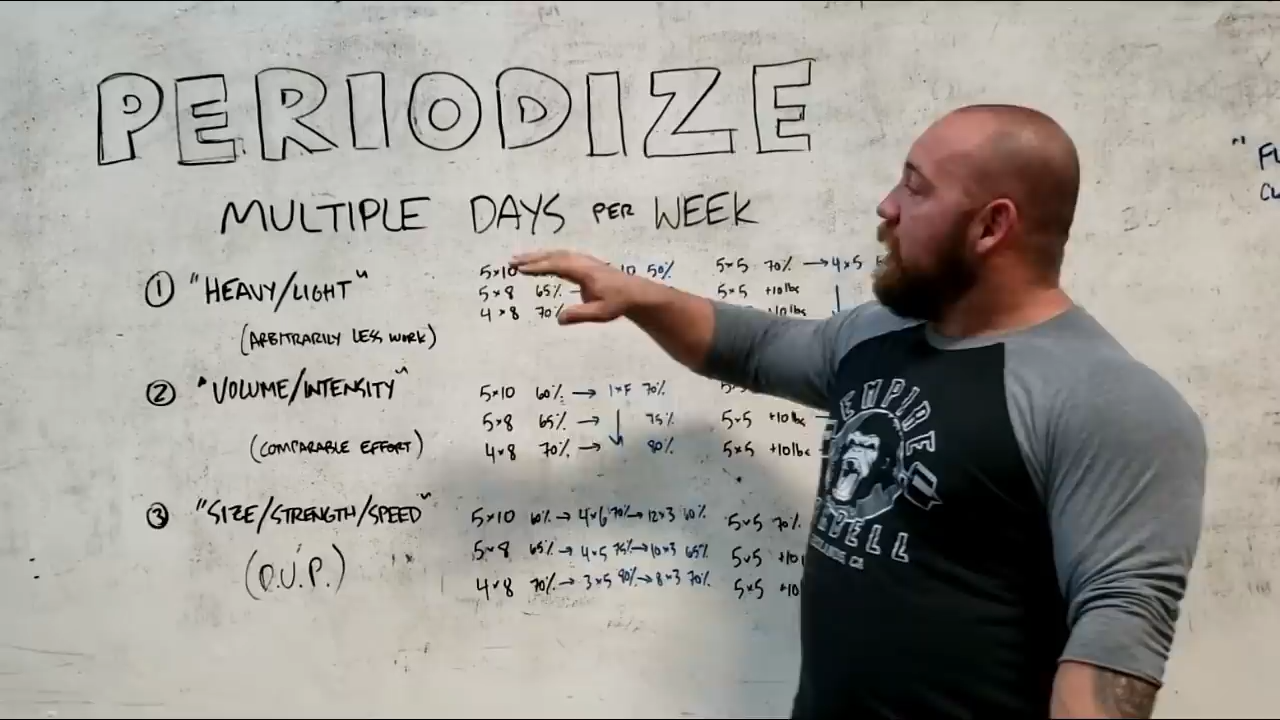 PERIODIZE
MULTIPLE DAYS PER WEEK
① "HEAVY/LIGHT"
(ARBITRARILY LESS WORK)
5×10 50%
5×8 65%
4×8 70%
5×5 70% → 4×5
5×5 +10lbs
+10lbs
② "VOLUME/INTENSITY"
(COMPARABLE EFFORT)
5×10 60% → 70%
5×8 65% → 75%
5×5 +10lbs
4×8 70% → 80%
5×5 +10lbs
③ "SIZE/STRENGTH/SPEED"
(D.U.P.)
5×10 60% → 4×6 70% → 12×3 60%
5×5 70%
5×8 65% → 4×5 75% → 10×3 65%
5×5 +10
4×8 70% → 3×5 80% → 8×3 70%
5×5 +10
EMPIRE